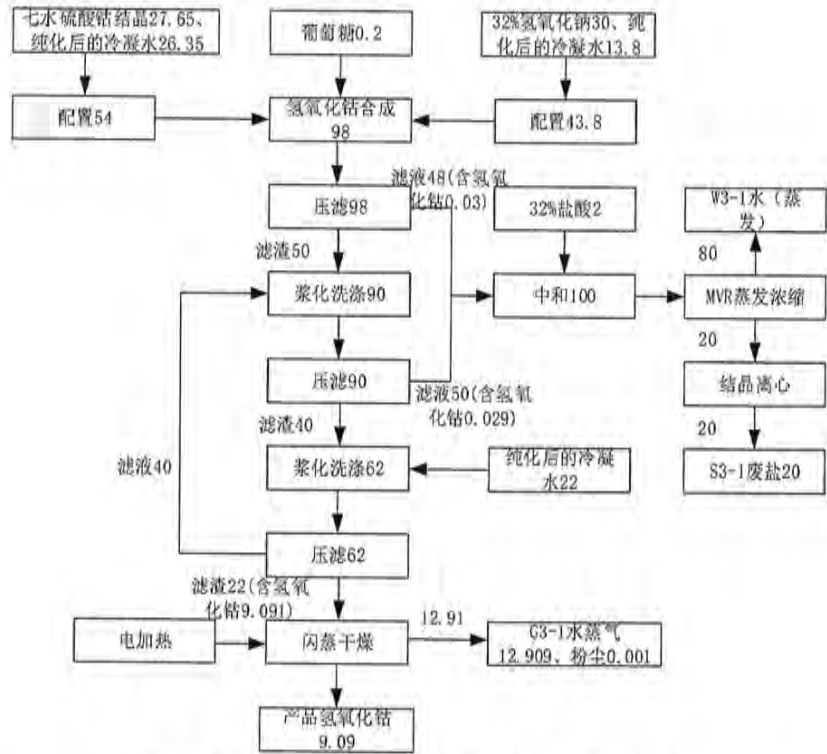 七水硫酸钴结晶27.65、
纯化后的冷凝水26.35
葡萄糖0.2
32%氢氧化钠30、纯
化后的冷凝水13.8
配置54
氢氧化钴合成
98
配置43.8
滤液48(含氢氧
化钴0.03)
压滤98
32%盐酸2
W3-1水（蒸
发）
滤渣50
80
浆化洗涤90
中和100
MVR蒸发浓缩
20
压滤90
滤液50(含氢氧
化钴0.029)
结晶离心
滤渣40
20
滤液40
浆化洗涤62
纯化后的冷凝
水22
S3-1废盐20
压滤62
滤渣22(含氢氧
化钴9.091)
12.91
电加热
闪蒸干燥
G3-1水蒸气
12.909、粉尘0.001
产品氢氧化钴
9.09